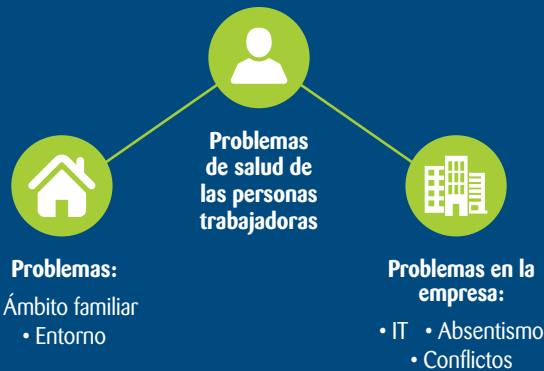 Problemas
de salud de
las personas
trabajadoras
Problemas:
Ámbito familiar
• Entorno
Problemas en la
empresa:
• IT • Absentismo
• Conflictos